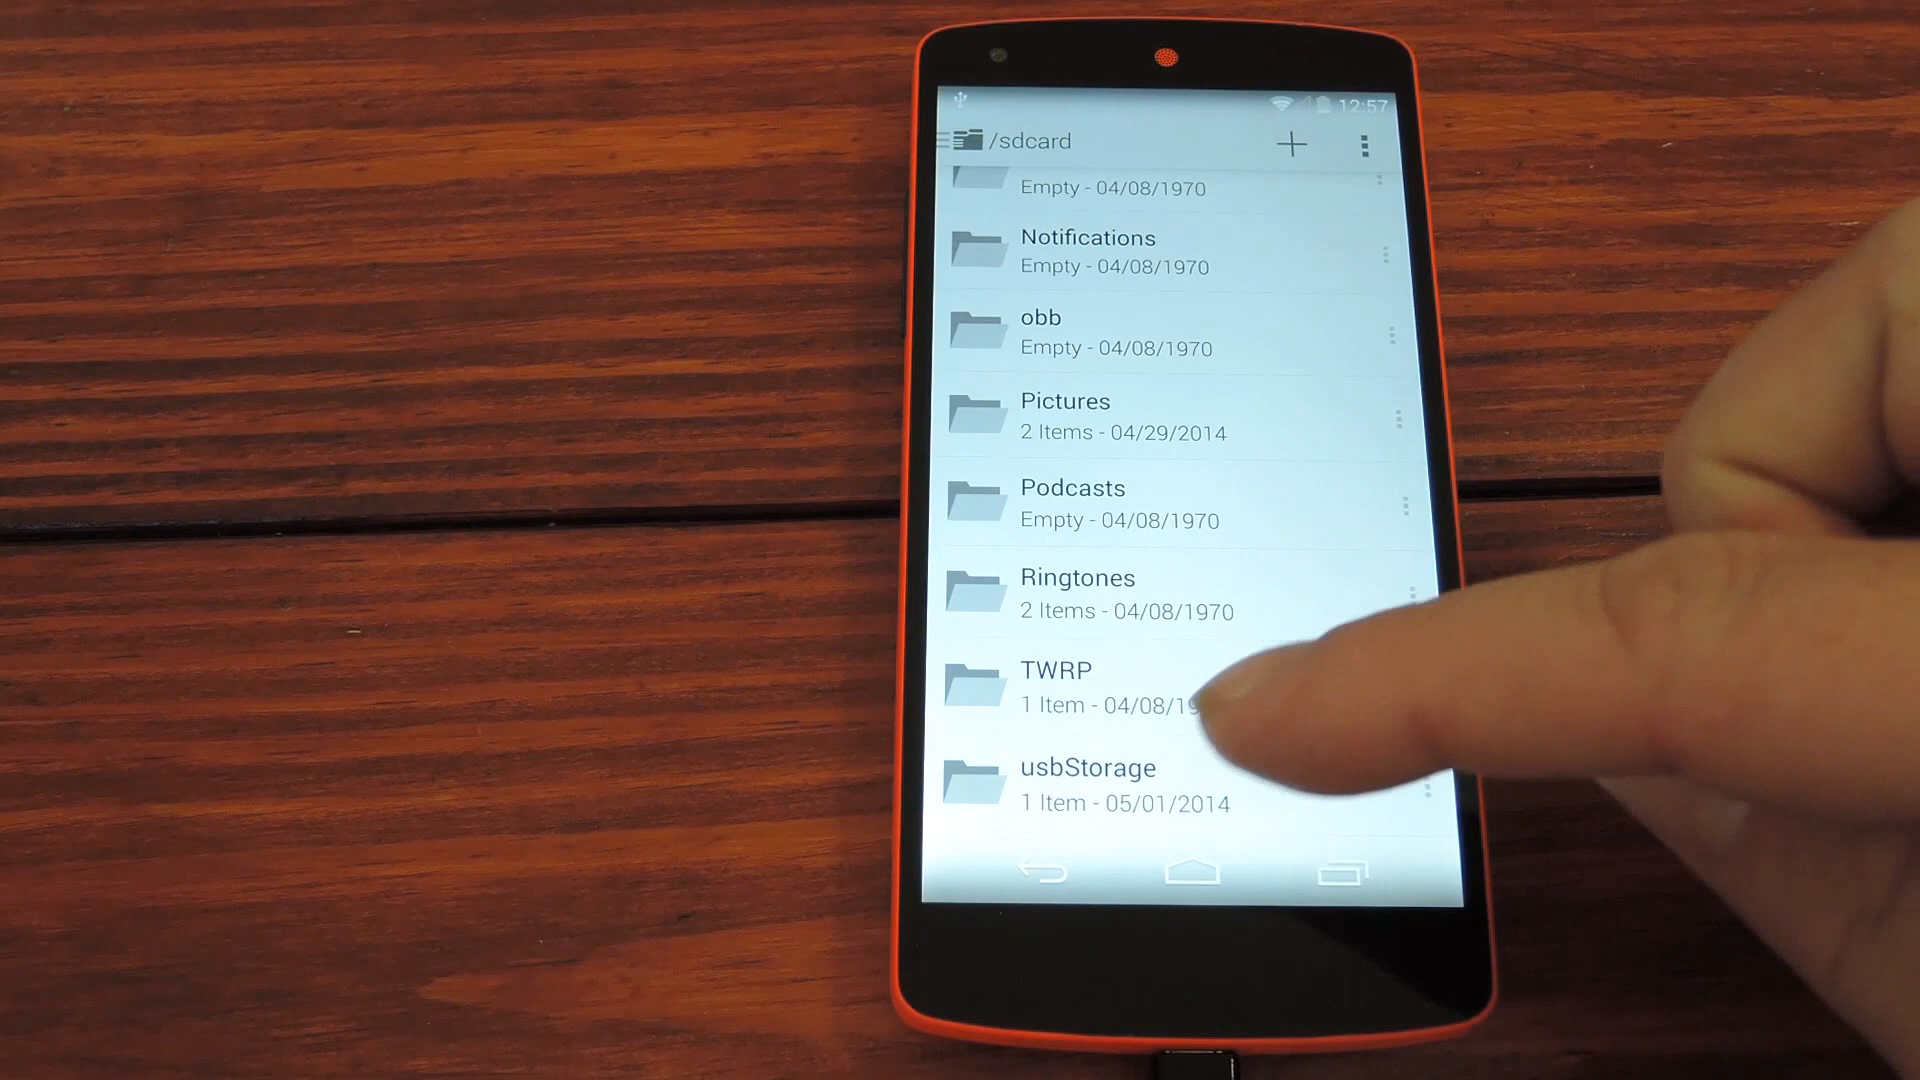 12:57
/sdcard
Empty - 04/08/1970
Notifications
Empty - 04/08/1970
obb
Empty - 04/08/1970
Pictures
2 Items - 04/29/2014
Podcasts
Empty - 04/08/1970
Ringtones
2 Items - 04/08/1970
TWRP
1 Item - 04/08/19
usbStorage
1 Item - 05/01/2014